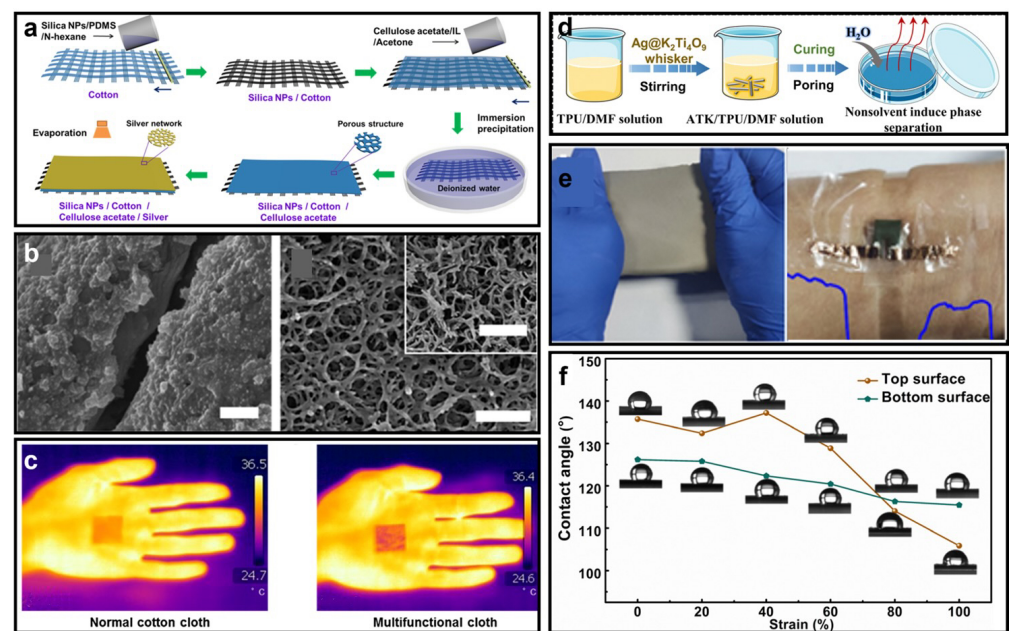 a
Silica NPs/PDMS
/N-hexane
Cotton
Silica NPs / Cotton
Cellulose acetate/IL
/Acetone
Immersion
precipitation
Deionized water
Porous structure
Silica NPs / Cotton /
Cellulose acetate
Evaporation
Silver network
Silica NPs / Cotton /
Cellulose acetate / Silver
b
c
36.5
24.7
° c
Normal cotton cloth
36.4
24.6
° c
Multifunctional cloth
d
TPU/DMF solution
Ag@K₂Ti₄O₉
whisker
Stirring
ATK/TPU/DMF solution
Curing
Poring
H₂O
Nonsolvent induce phase
separation
e
f
Contact angle (°)
150
140
130
120
110
100
Top surface
Bottom surface
0 20 40 60 80 100
Strain (%)